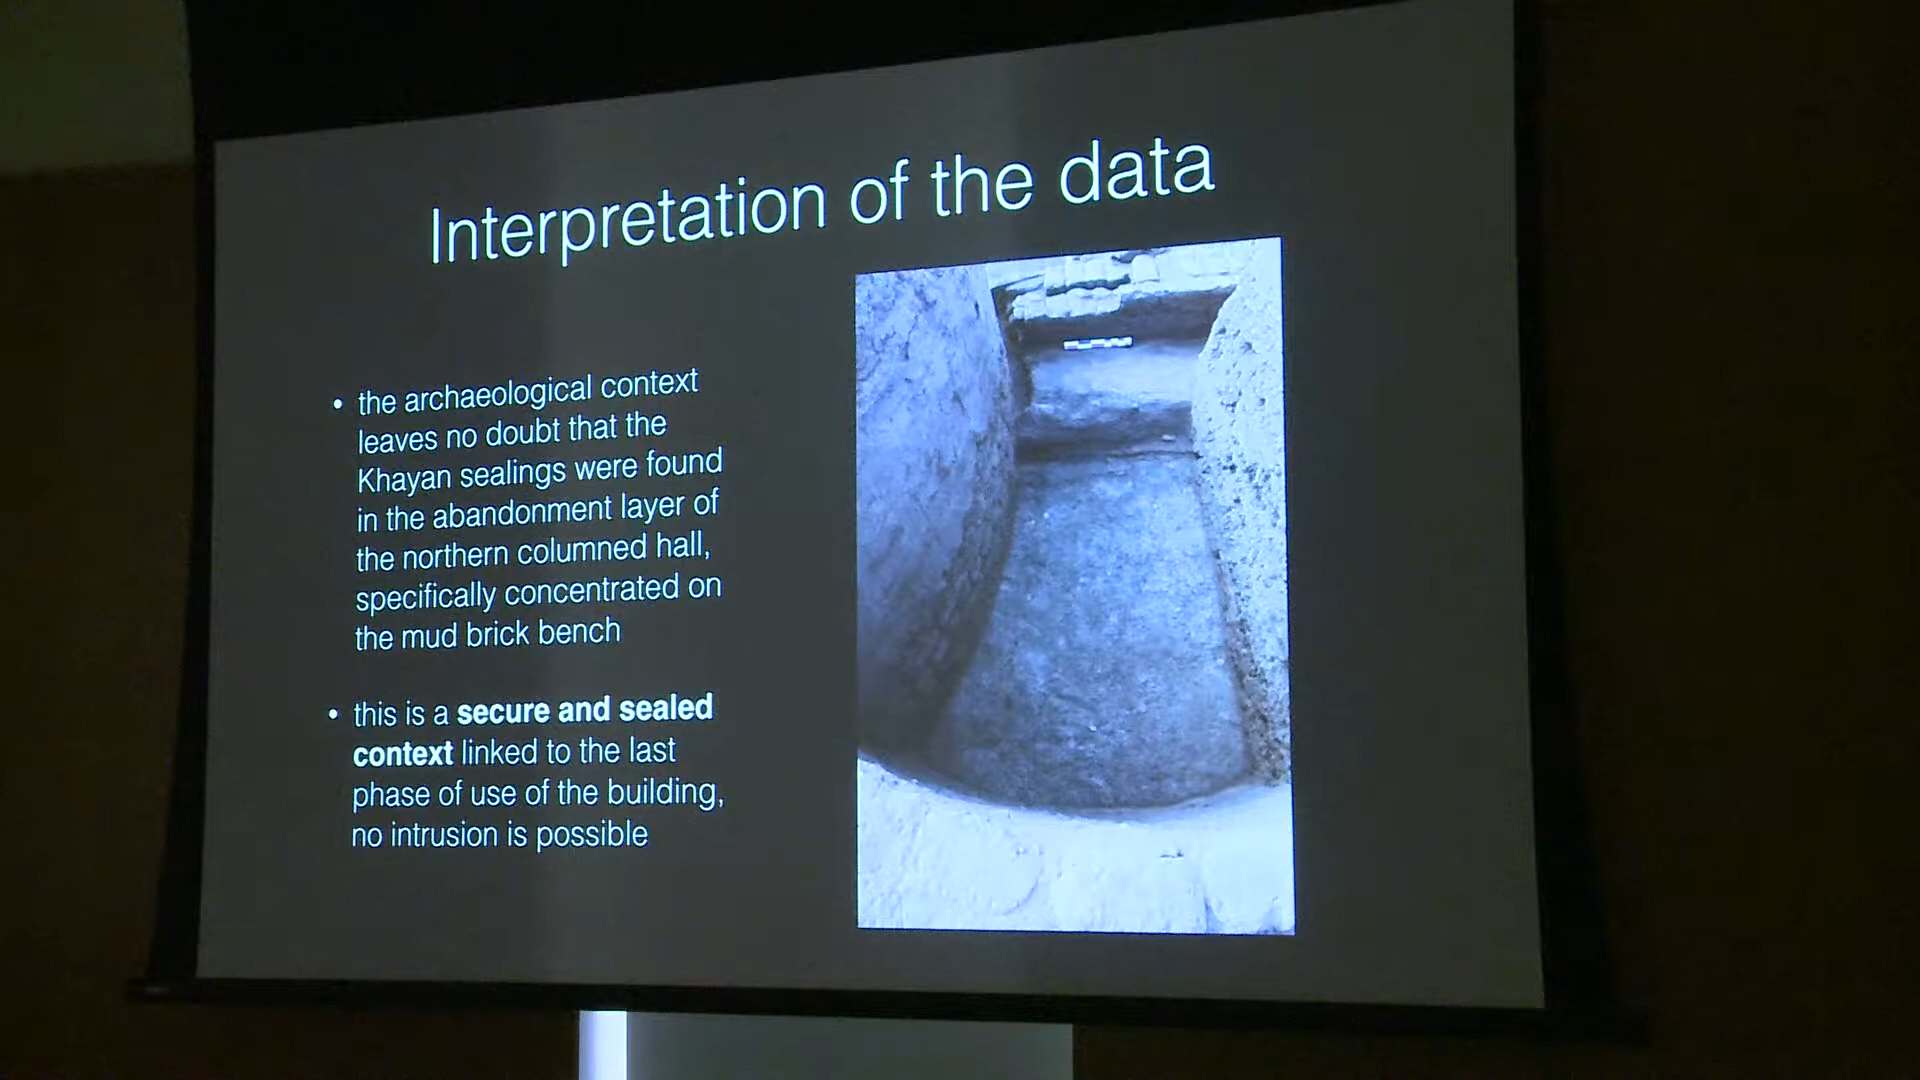 Interpretation of the data
• the archaeological context
leaves no doubt that the
Khayan sealings were found
in the abandonment layer of
the northern columned hall,
specifically concentrated on
the mud brick bench
• this is a secure and sealed
context linked to the last
phase of use of the building,
no intrusion is possible